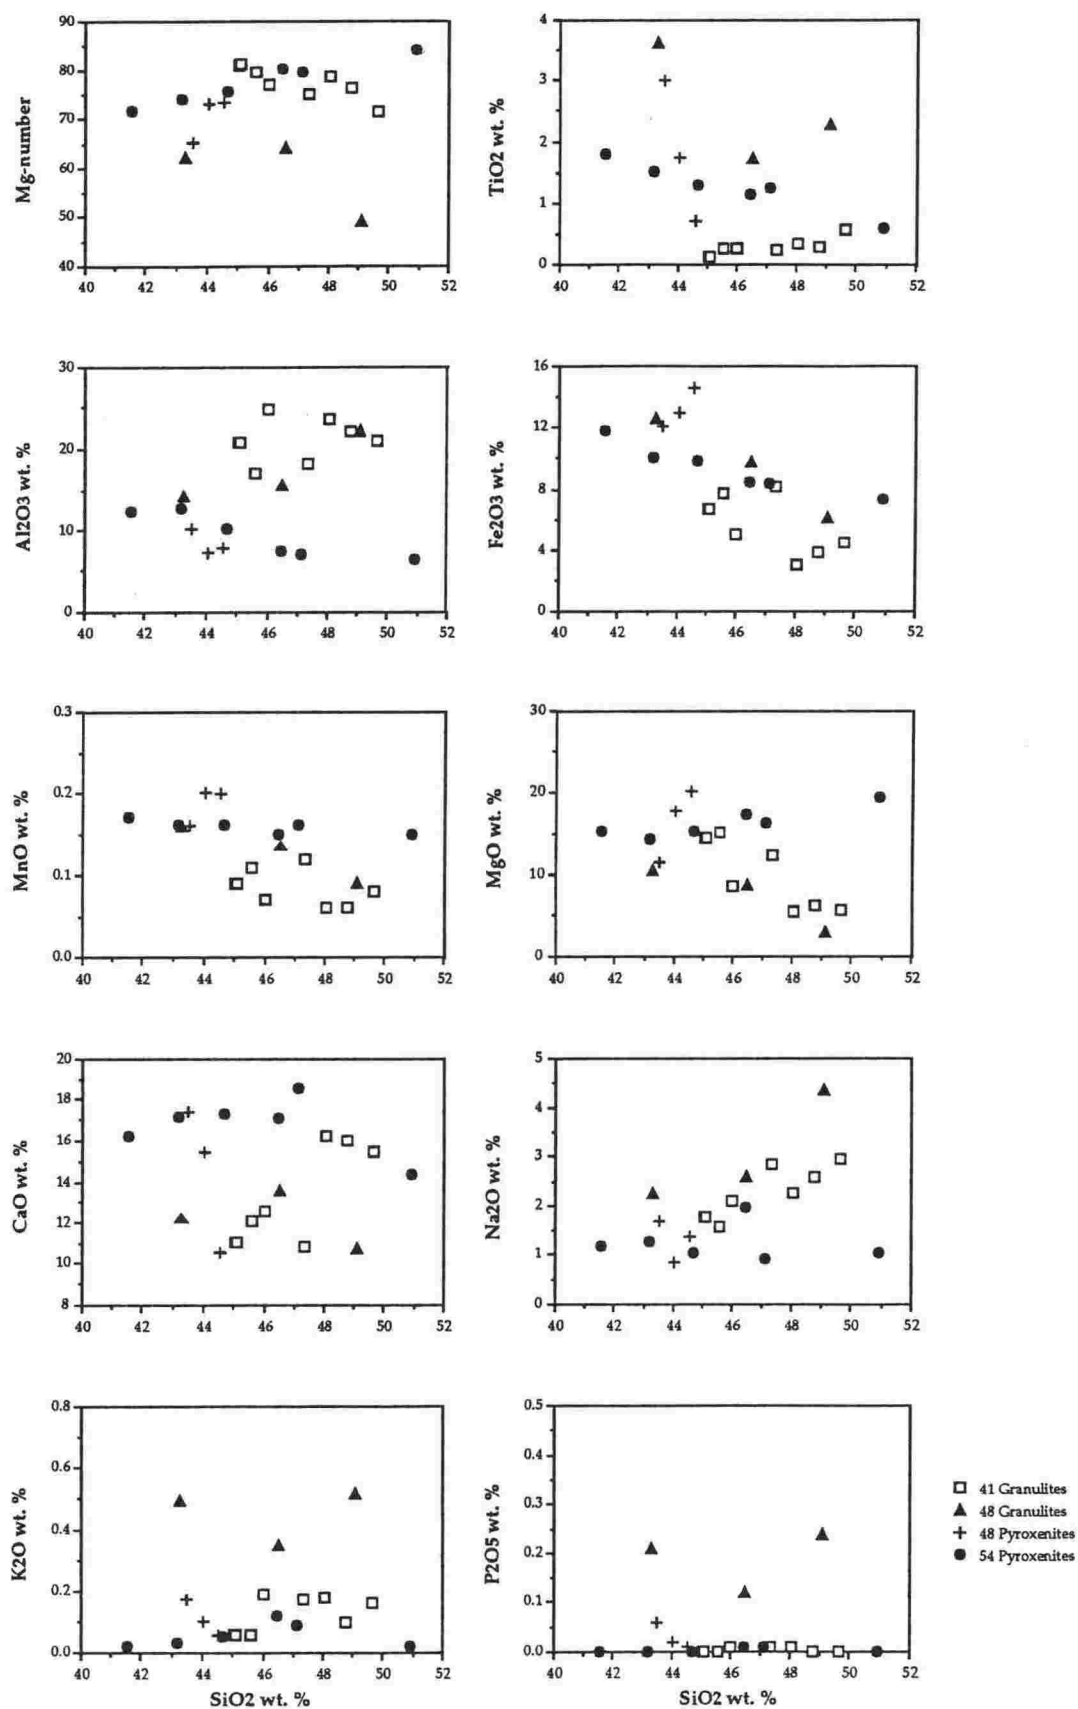 90
80
70
60
50
40
Mg-number
40 42 44 46 48 50 52
4
3
2
1
0
TiO2 wt. %
40 42 44 46 48 50 52
30
20
10
0
Al2O3 wt. %
40 42 44 46 48 50 52
16
12
8
4
0
Fe2O3 wt. %
40 42 44 46 48 50 52
0.3
0.2
0.1
0.0
MnO wt. %
40 42 44 46 48 50 52
30
20
10
0
MgO wt. %
40 42 44 46 48 50 52
20
18
16
14
12
10
8
CaO wt. %
40 42 44 46 48 50 52
5
4
3
2
1
0
Na2O wt. %
40 42 44 46 48 50 52
0.8
0.6
0.4
0.2
0.0
K2O wt. %
40 42 44 46 48 50 52
SiO2 wt. %
0.5
0.4
0.3
0.2
0.1
0.0
P2O5 wt. %
40 42 44 46 48 50 52
SiO2 wt. %
41 Granulites
48 Granulites
48 Pyroxenites
54 Pyroxenites